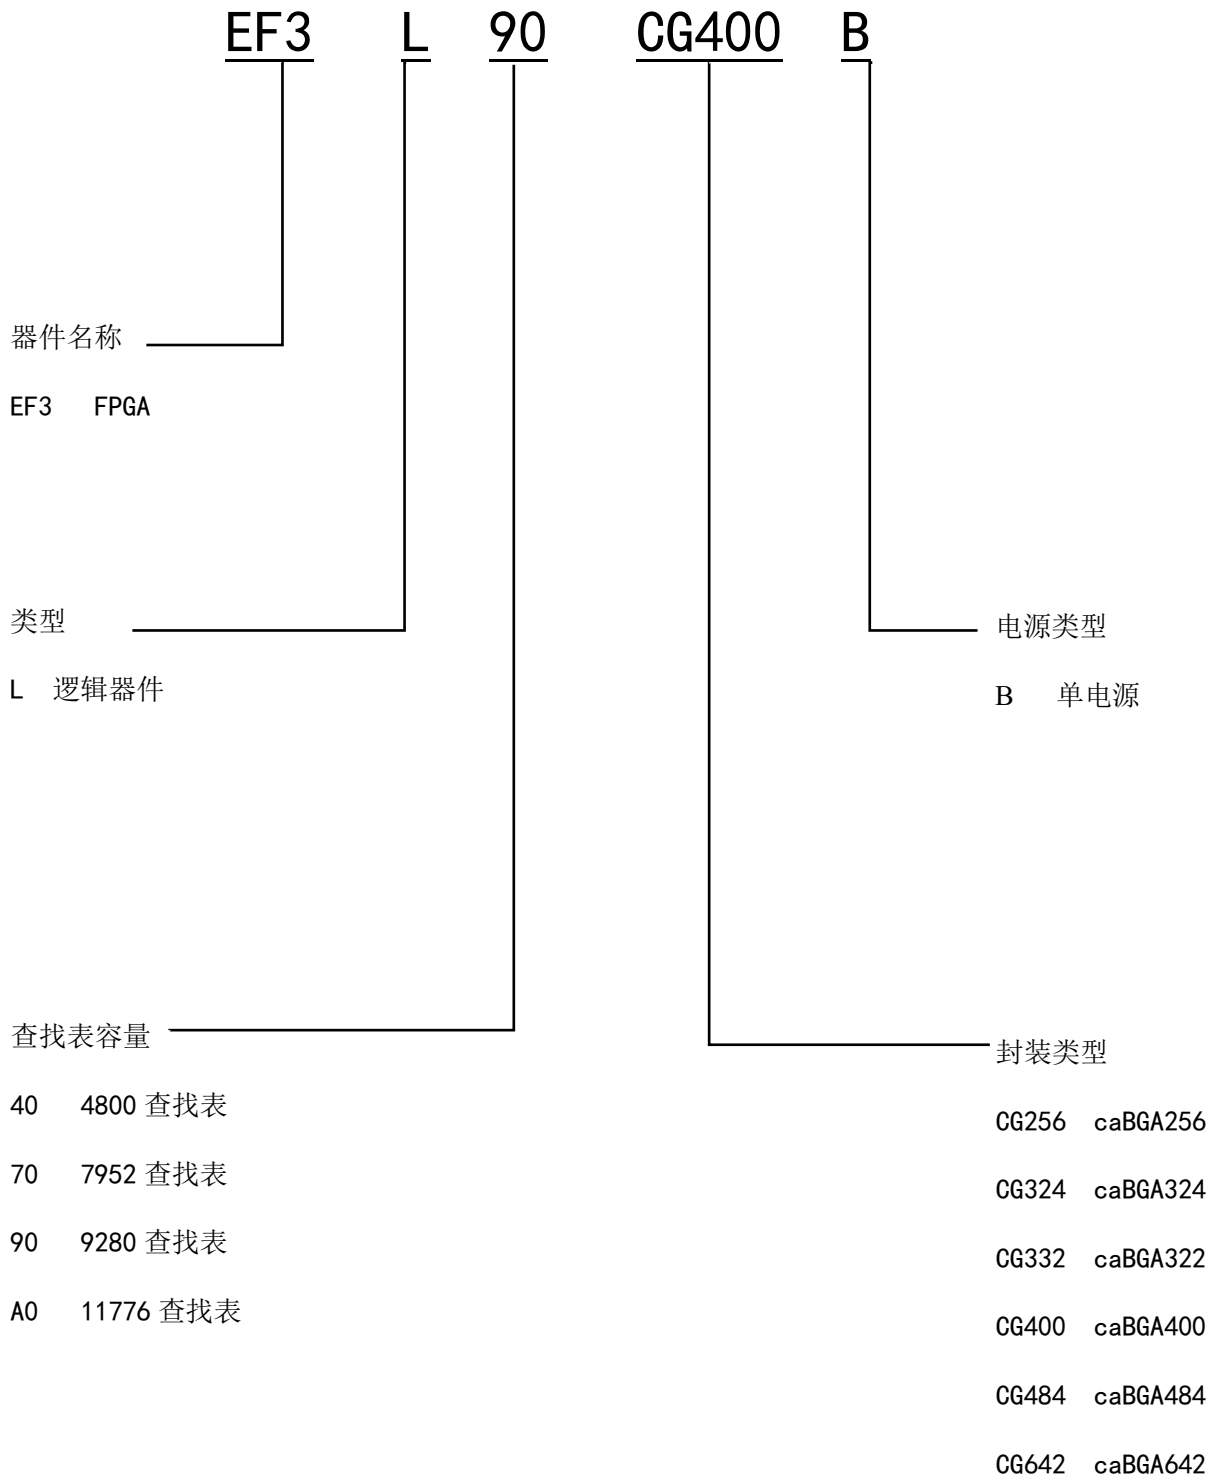 EF3 L 90 CG400 B
器件名称
EF3 FPGA
类型
L 逻辑器件
电源类型
B 单电源
查找表容量
40 4800 查找表
70 7952 查找表
90 9280 查找表
A0 11776 查找表
封装类型
CG256 caBGA256
CG324 caBGA324
CG332 caBGA322
CG400 caBGA400
CG484 caBGA484
CG642 caBGA642